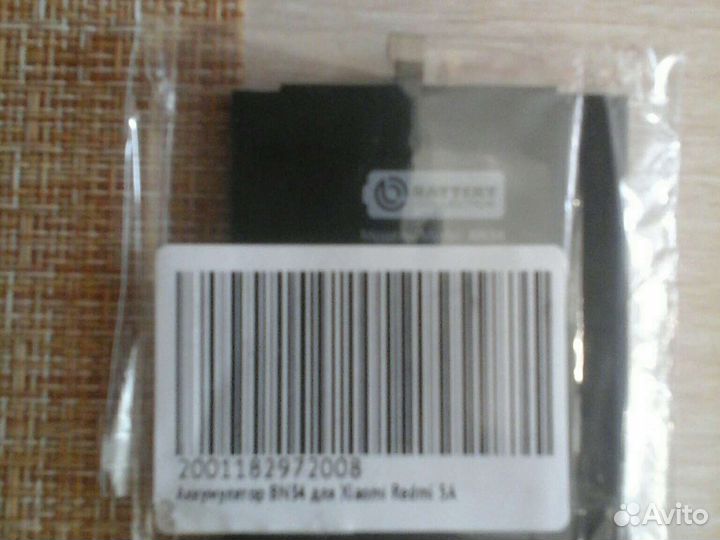 BATTERY
2001182972008
Аккумулятор BN34 для Xiaomi Redmi 5A
Avito